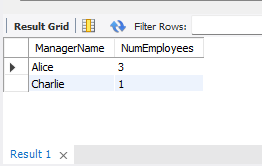 Result Grid Filter Rows:
ManagerName NumEmployees
Alice 3
Charlie 1
Result 1 ×